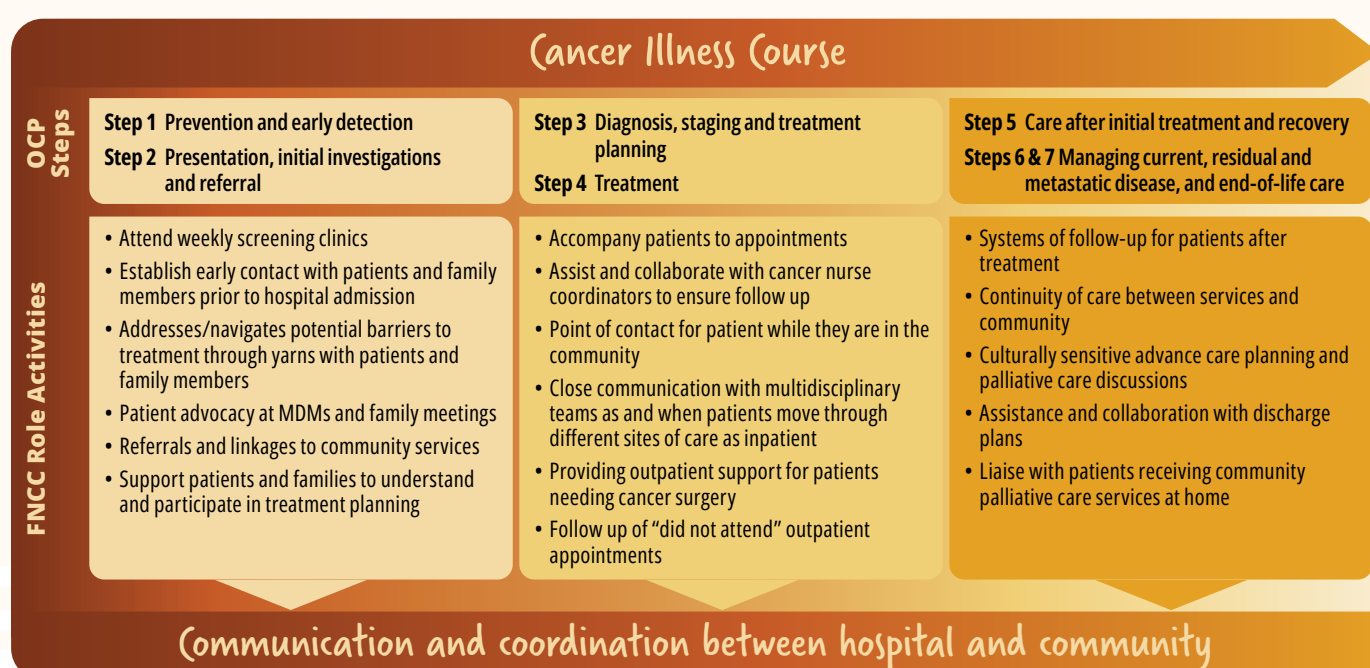 Cancer Illness Course
OCP
Steps
Step 1 Prevention and early detection
Step 2 Presentation, initial investigations
and referral
Step 3 Diagnosis, staging and treatment
planning
Step 4 Treatment
Step 5 Care after initial treatment and recovery
Steps 6 & 7 Managing current, residual and
metastatic disease, and end-of-life care
FNCC Role Activities
• Attend weekly screening clinics
• Establish early contact with patients and family
members prior to hospital admission
• Addresses/navigates potential barriers to
treatment through yarns with patients and
family members
• Patient advocacy at MDMs and family meetings
• Referrals and linkages to community services
• Support patients and families to understand
and participate in treatment planning
• Accompany patients to appointments
• Assist and collaborate with cancer nurse
coordinators to ensure follow up
• Point of contact for patient while they are in the
community
• Close communication with multidisciplinary
teams as and when patients move through
different sites of care as inpatient
• Providing outpatient support for patients
needing cancer surgery
• Follow up of “did not attend” outpatient
appointments
• Systems of follow-up for patients after
treatment
• Continuity of care between services and
community
• Culturally sensitive advance care planning and
palliative care discussions
• Assistance and collaboration with discharge
plans
• Liaise with patients receiving community
palliative care services at home
Communication and coordination between hospital and community